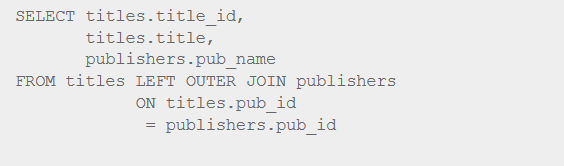 SELECT titles.title_id,
       titles.title,
       publishers.pub_name
FROM titles LEFT OUTER JOIN publishers
            ON titles.pub_id
             = publishers.pub_id